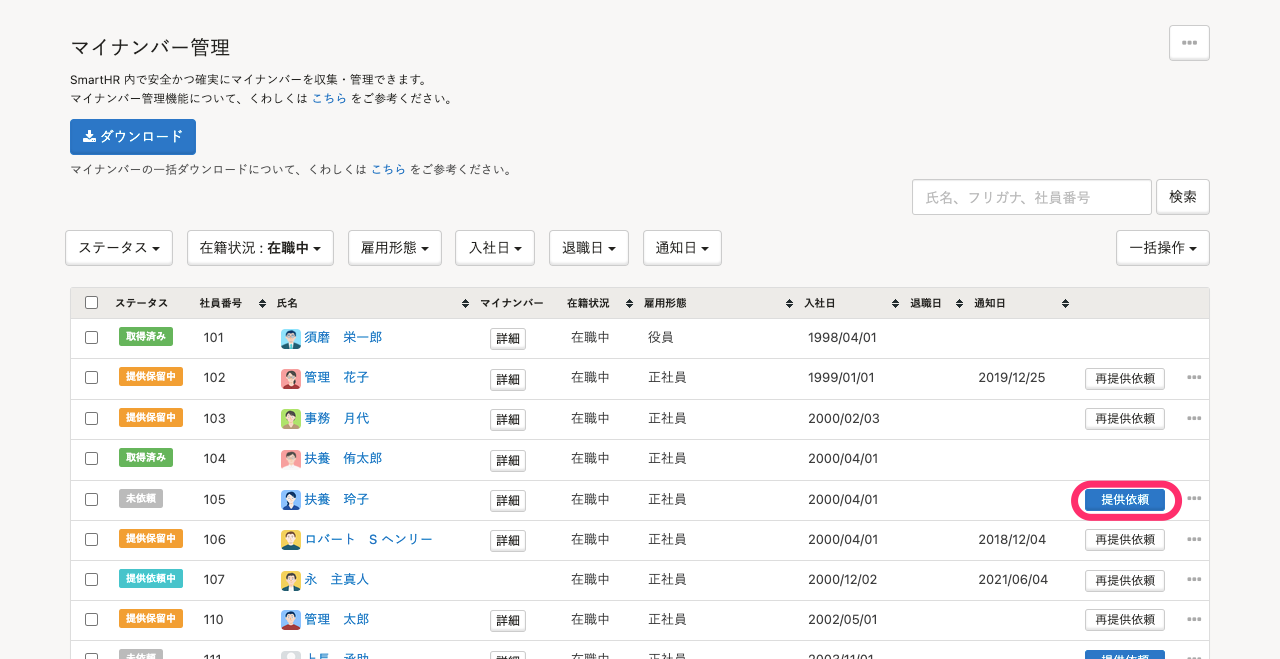 マイナンバー管理
•••
SmartHR 内で安全かつ確実にマイナンバーを収集・管理できます。
マイナンバー管理機能について、くわしくは こちら をご参考ください。
ダウンロード
マイナンバーの一括ダウンロードについて、くわしくは こちら をご参考ください。
氏名、フリガナ、社員番号 検索
ステータス 在籍状況 : 在職中 雇用形態 入社日 退職日 通知日 一括操作
ステータス 社員番号 氏名 マイナンバー 在籍状況 雇用形態 入社日 退職日 通知日
取得済み 101 須磨 栄一郎 詳細 在職中 役員 1998/04/01
提供保留中 102 管理 花子 詳細 在職中 正社員 1999/01/01 2019/12/25 再提供依頼 •••
提供保留中 103 事務 月代 詳細 在職中 正社員 2000/02/03 再提供依頼 •••
取得済み 104 扶養 侑太郎 詳細 在職中 正社員 2000/04/01
未依頼 105 扶養 玲子 詳細 在職中 正社員 2000/04/01 提供依頼 •••
提供保留中 106 ロバート S ヘンリー 詳細 在職中 正社員 2000/04/01 2018/12/04 再提供依頼 •••
提供依頼中 107 永 主真人 在職中 正社員 2000/12/02 2021/06/04 再提供依頼 •••
提供保留中 110 管理 太郎 詳細 在職中 正社員 2002/05/01 再提供依頼 •••
未依頼 111 上長 承助 詳細 在職中 正社員 2003/11/01 提供依頼 •••